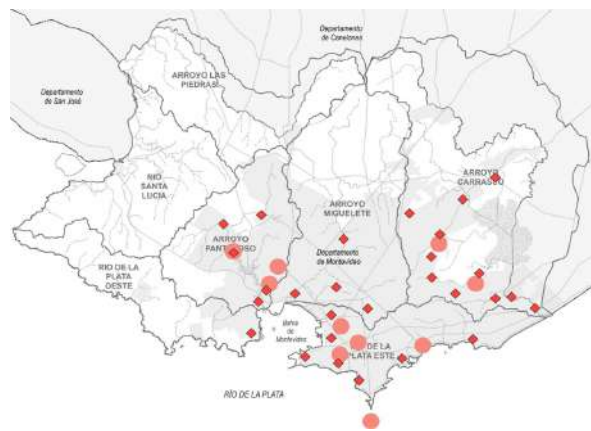 Departamento
de Canelones
ARROYO LAS
PIEDRAS
Departamento
de San José
RIO
SANTA
LUCIA
ARROYO
CARRASCO
ARROYO
MIGUELETE
ARROYO
PANTANOSO
Departamento
de Montevideo
RIO DE LA
PLATA
OESTE
Bahía
de
Montevideo
DE LA
PLATA ESTE
RÍO DE LA PLATA